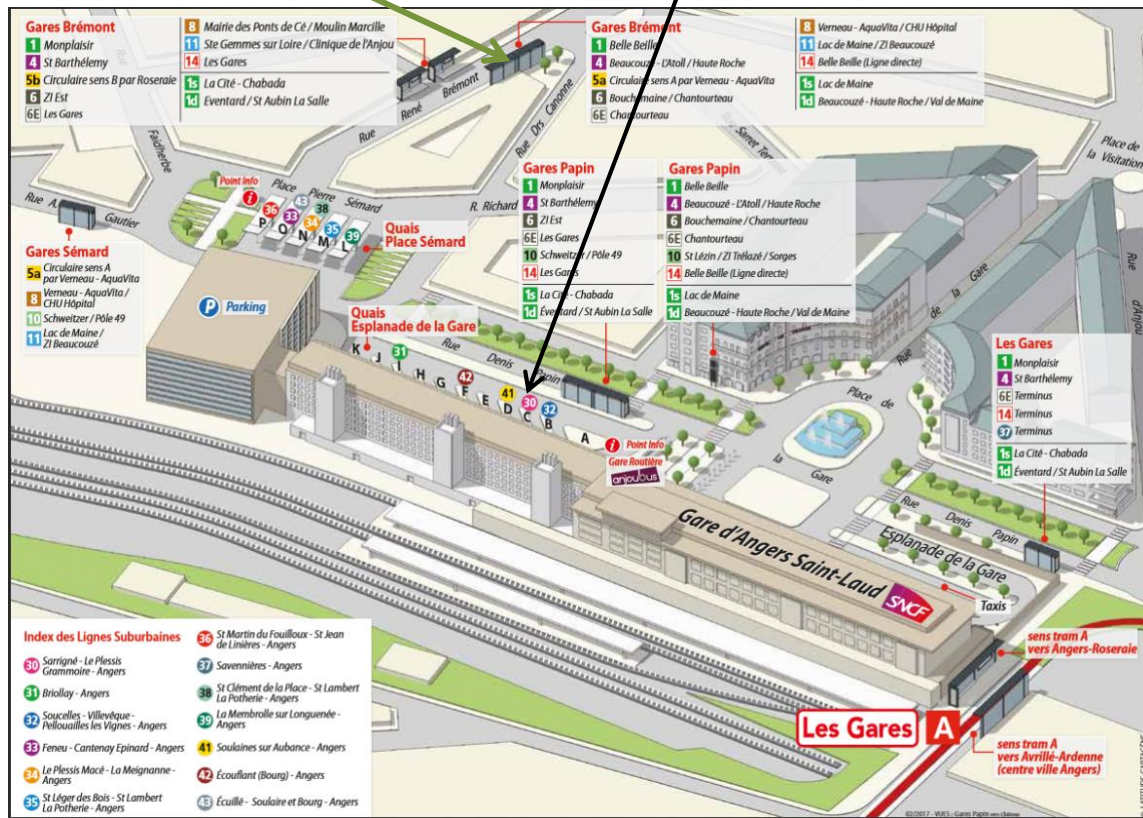 Gares Brémont
1 Monplaisir
4 St Barthélemy
5b Circulaire sens B par Roseraie
6 ZI Est
6E Les Gares
8 Mairie des Ponts de Cé / Moulin Marcille
11 Ste Gemmes sur Loire / Clinique de l'Anjou
14 Les Gares
1s La Cité - Chabada
1d Eventard / St Aubin La Salle
Gares Brémont
1 Belle Beille
4 Beaucouzé - L'Atoll / Haute Roche
5a Circulaire sens A par Verneau - AquaVita
6 Bouchemaine / Chantourteau
6E Chantourteau
8 Verneau - AquaVita / CHU Hôpital
11 Lac de Maine / ZI Beaucouzé
14 Belle Beille (Ligne directe)
1s Lac de Maine
1d Beaucouzé - Haute Roche / Val de Maine
Rue René Brémont
Rue Drs Canonne
Rue Sarret Ter
Place de
la Visitation
Rue Faidherbe
Rue A. Gautier
Point Info
i
Place Pierre Sémard
R. Richard
36 33 43 34 38 35 39
P O N M L
Quais
Place Sémard
Gares Sémard
5a Circulaire sens A
par Verneau - AquaVita
8 Verneau - AquaVita /
CHU Hôpital
10 Schweitzer / Pôle 49
11 Lac de Maine /
ZI Beaucouzé
Gares Papin
1 Monplaisir
4 St Barthélemy
6 ZI Est
6E Les Gares
10 Schweitzer / Pôle 49
14 Les Gares
1s La Cité - Chabada
1d Éventard / St Aubin La Salle
Gares Papin
1 Belle Beille
4 Beaucouzé - L'Atoll / Haute Roche
6 Bouchemaine / Chantourteau
6E Chantourteau
10 St Lézin / ZI Trélazé / Sorges
14 Belle Beille (Ligne directe)
1s Lac de Maine
1d Beaucouzé - Haute Roche / Val de Maine
Rue de la Gare
Rue d'Anjou
P Parking
Quais
Esplanade de la Gare
Rue Denis Papin
31 42 41 30 32
K J I H G F E D C B A
i Point Info
Gare Routière
anjoubus
Place de
la Gare
Les Gares
1 Monplaisir
4 St Barthélemy
6E Terminus
14 Terminus
37 Terminus
1s La Cité - Chabada
1d Éventard / St Aubin La Salle
Rue Denis Papin
Esplanade de la Gare
Taxis
Gare d'Angers Saint-Laud
SNCF
sens tram A
vers Angers-Roseraie
Les Gares A
sens tram A
vers Avrillé-Ardenne
(centre ville Angers)
Index des Lignes Suburbaines
30 Sarrigné - Le Plessis
Grammoire - Angers
31 Briollay - Angers
32 Soucelles - Villevêque -
Pellouailles les Vignes - Angers
33 Feneu - Cantenay Epinard - Angers
34 Le Plessis Macé - La Meignanne -
Angers
35 St Léger des Bois - St Lambert
La Potherie - Angers
36 St Martin du Fouilloux - St Jean
de Linières - Angers
37 Savennières - Angers
38 St Clément de la Place - St Lambert
La Potherie - Angers
39 La Membrolle sur Longuenée -
Angers
41 Soulaines sur Aubance - Angers
42 Écouflant (Bourg) - Angers
43 Écuillé - Soulaire et Bourg - Angers